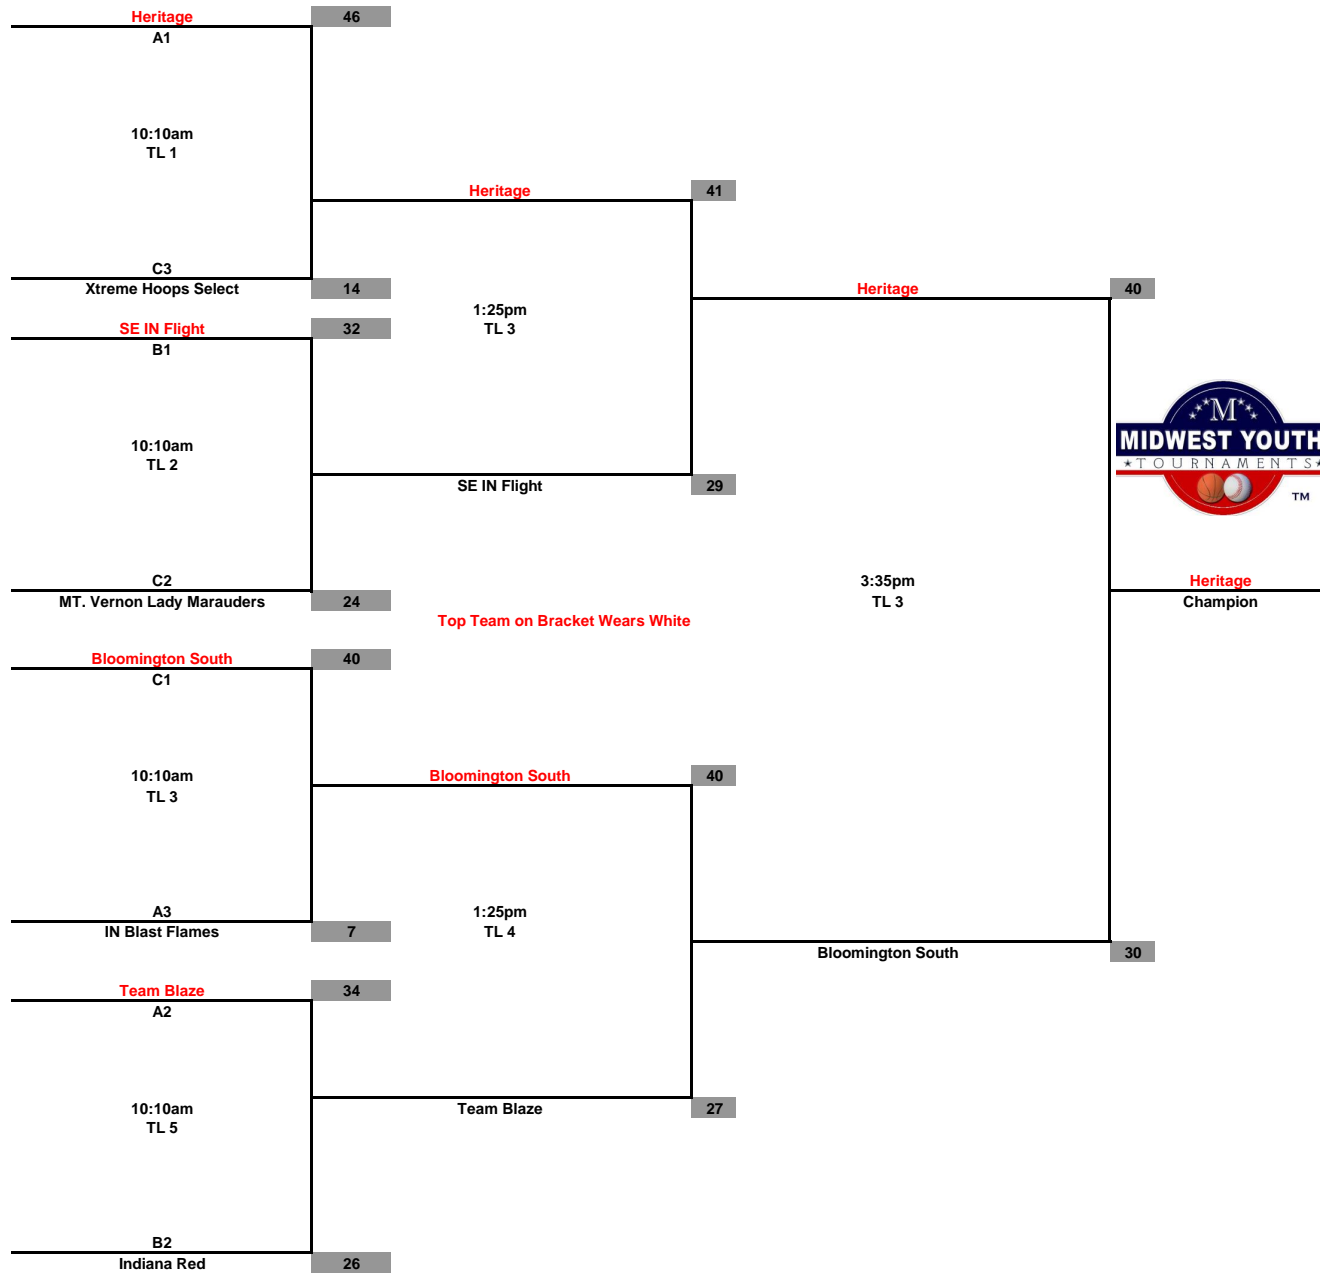 Heritage 46
A1
10:10am
TL 1
Heritage 41
C3
Xtreme Hoops Select 14
Heritage 40
1:25pm
TL 3
SE IN Flight 32
B1
M
MIDWEST YOUTH
TOURNAMENTS
TM
10:10am
TL 2
SE IN Flight 29
C2
MT. Vernon Lady Marauders 24
3:35pm
TL 3
Heritage
Champion
Top Team on Bracket Wears White
Bloomington South 40
C1
10:10am
TL 3
Bloomington South 40
A3
IN Blast Flames 7
1:25pm
TL 4
Bloomington South 30
Team Blaze 34
A2
10:10am
TL 5
Team Blaze 27
B2
Indiana Red 26